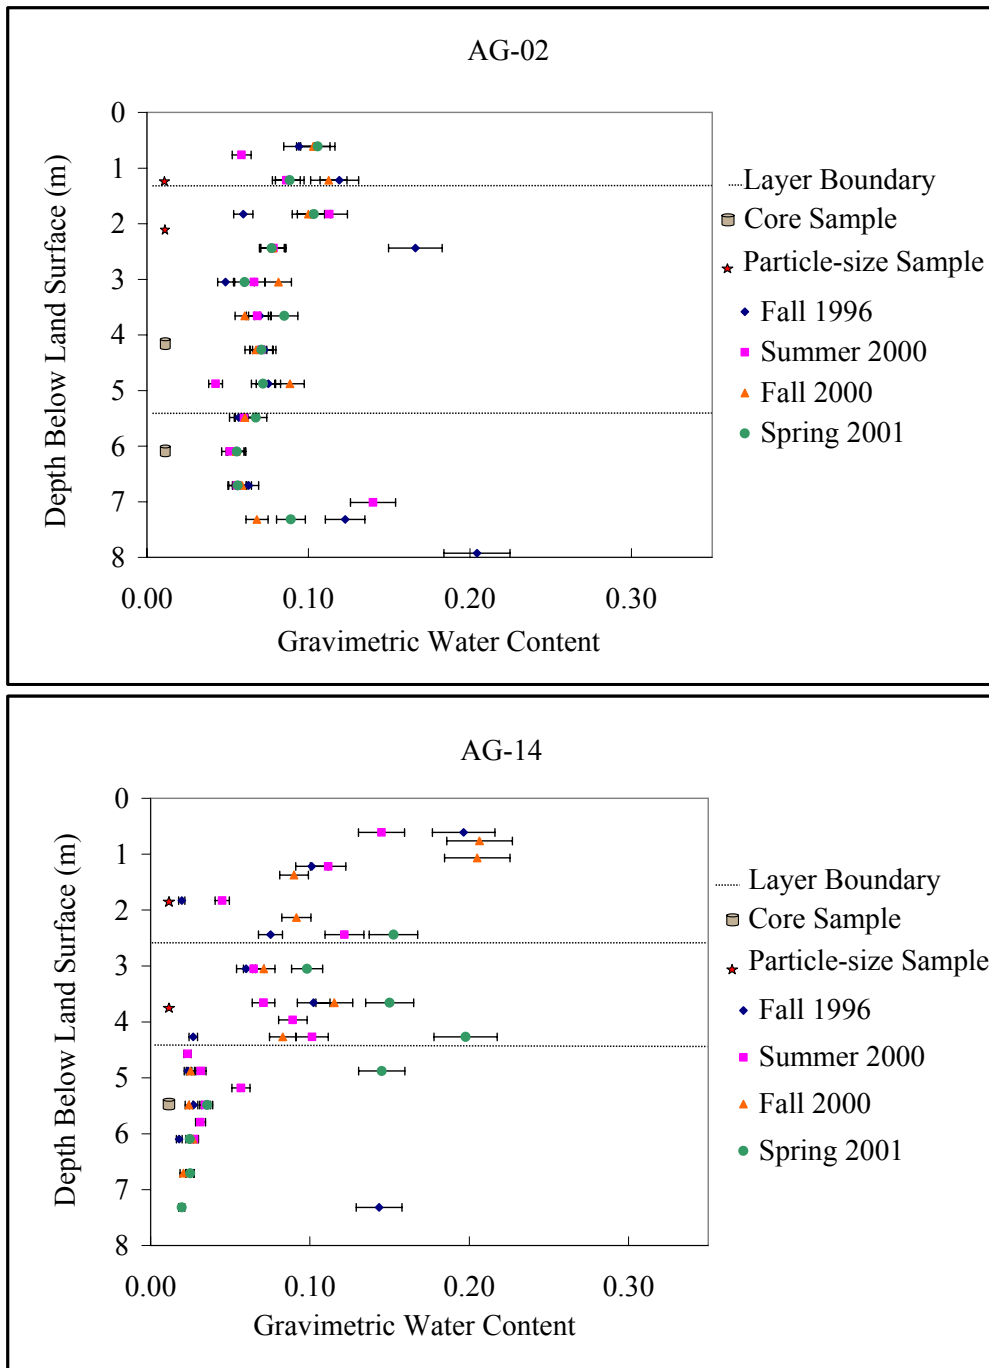 AG-02
0
1
2
3
4
5
6
7
8
Depth Below Land Surface (m)
0.00
0.10
0.20
0.30
Gravimetric Water Content
Layer Boundary
Core Sample
Particle-size Sample
Fall 1996
Summer 2000
Fall 2000
Spring 2001
AG-14
0
1
2
3
4
5
6
7
8
Depth Below Land Surface (m)
0.00
0.10
0.20
0.30
Gravimetric Water Content
Layer Boundary
Core Sample
Particle-size Sample
Fall 1996
Summer 2000
Fall 2000
Spring 2001